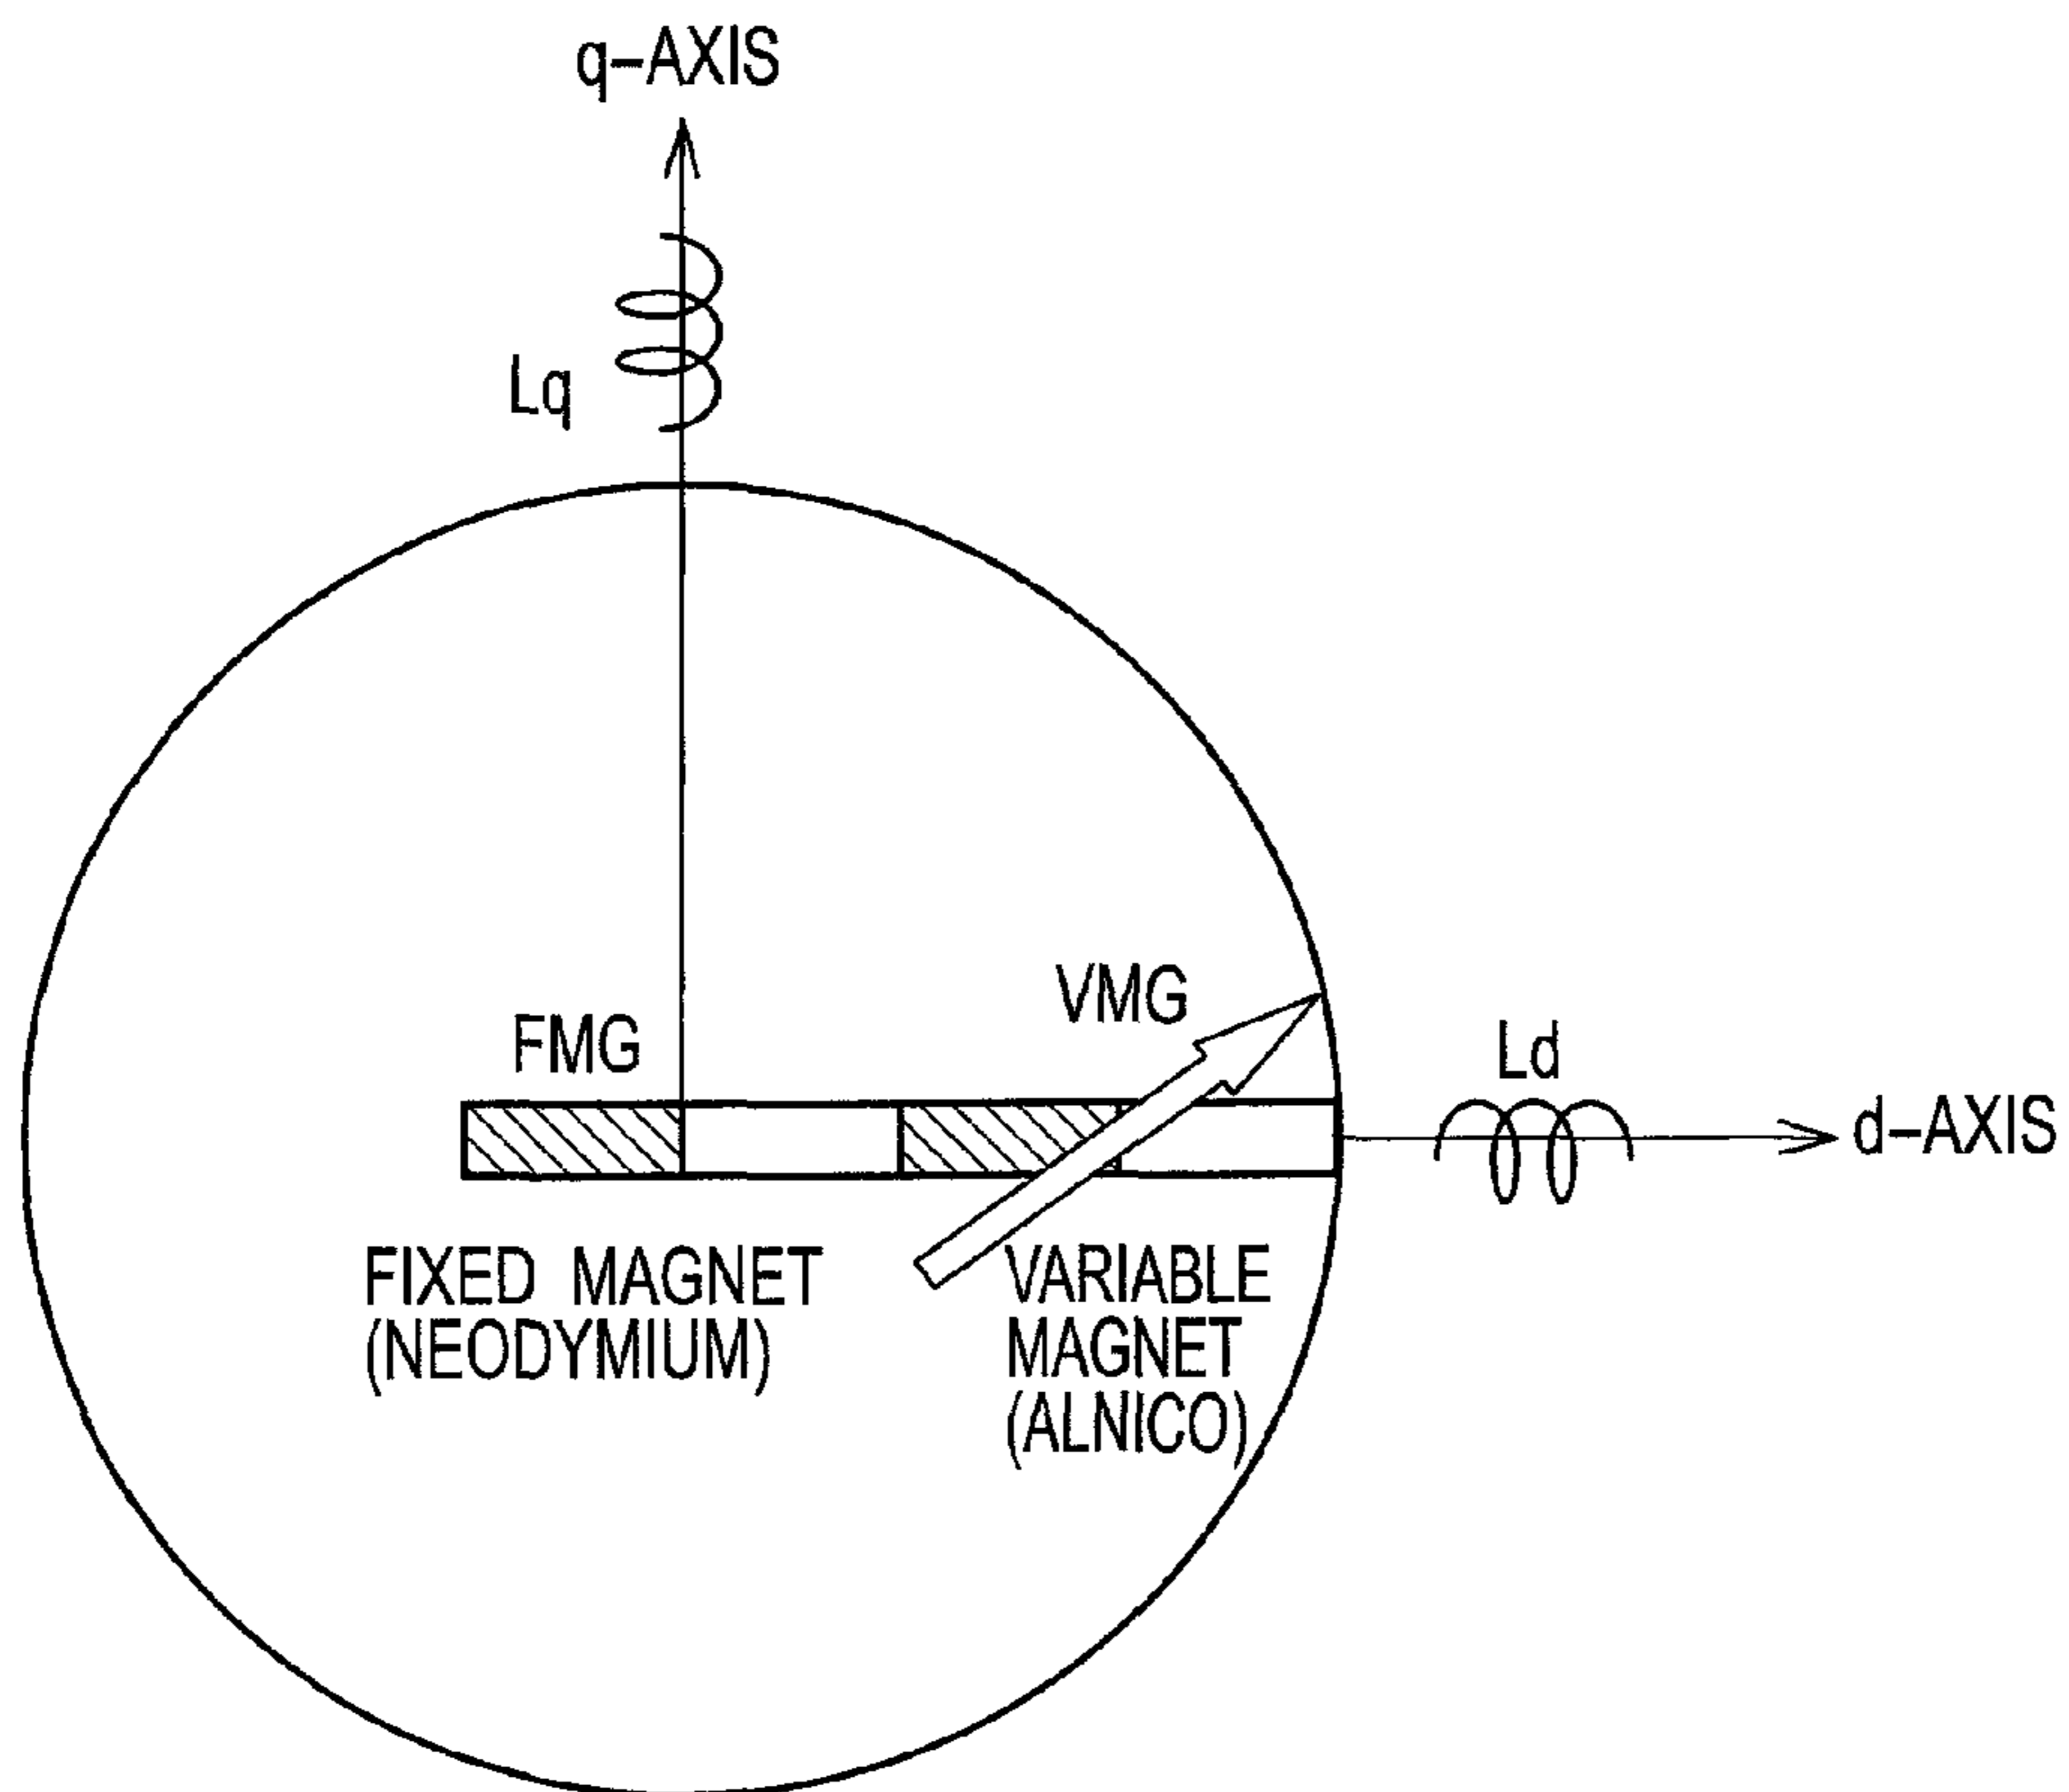 q-AXIS
Lq
VMG
FMG
Ld
d-AXIS
FIXED MAGNET
(NEODYMIUM)
VARIABLE
MAGNET
(ALNICO)